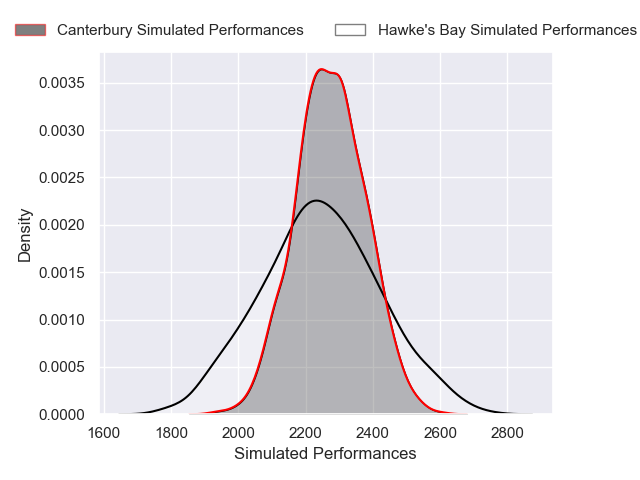 Canterbury Simulated Performances
Hawke's Bay Simulated Performances
0.0035
0.0030
0.0025
0.0020
0.0015
0.0010
0.0005
0.0000
Density
1600 1800 2000 2200 2400 2600 2800
Simulated Performances